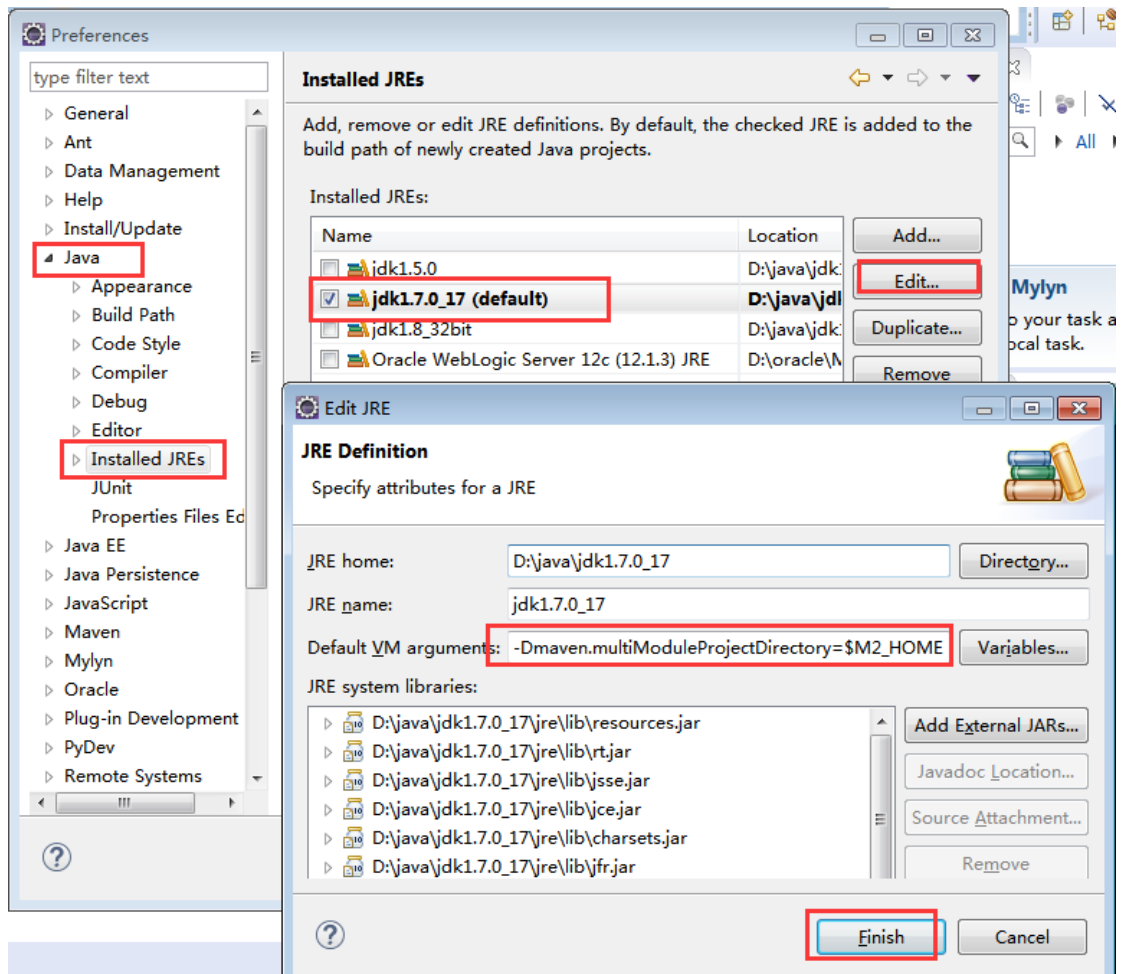 Preferences
type filter text
General
Ant
Data Management
Help
Install/Update
Java
Appearance
Build Path
Code Style
Compiler
Debug
Editor
Installed JREs
JUnit
Properties Files Ed
Java EE
Java Persistence
JavaScript
Maven
Mylyn
Oracle
Plug-in Development
PyDev
Remote Systems
Installed JREs
Add, remove or edit JRE definitions. By default, the checked JRE is added to the
build path of newly created Java projects.
Installed JREs:
Name Location
jdk1.5.0 D:\java\jdk
jdk1.7.0_17 (default) D:\java\jdl
jdk1.8_32bit D:\java\jdk
Oracle WebLogic Server 12c (12.1.3) JRE D:\oracle\M
Add...
Edit...
Duplicate...
Remove
All
Mylyn
o your task a
ocal task.
Edit JRE
JRE Definition
Specify attributes for a JRE
JRE home: D:\java\jdk1.7.0_17 Directory...
JRE name: jdk1.7.0_17
Default VM arguments: -Dmaven.multiModuleProjectDirectory=$M2_HOME Variables...
JRE system libraries:
D:\java\jdk1.7.0_17\jre\lib\resources.jar
D:\java\jdk1.7.0_17\jre\lib\rt.jar
D:\java\jdk1.7.0_17\jre\lib\jsse.jar
D:\java\jdk1.7.0_17\jre\lib\jce.jar
D:\java\jdk1.7.0_17\jre\lib\charsets.jar
D:\java\jdk1.7.0_17\jre\lib\jfr.jar
Add External JARs...
Javadoc Location...
Source Attachment...
Remove
Finish Cancel